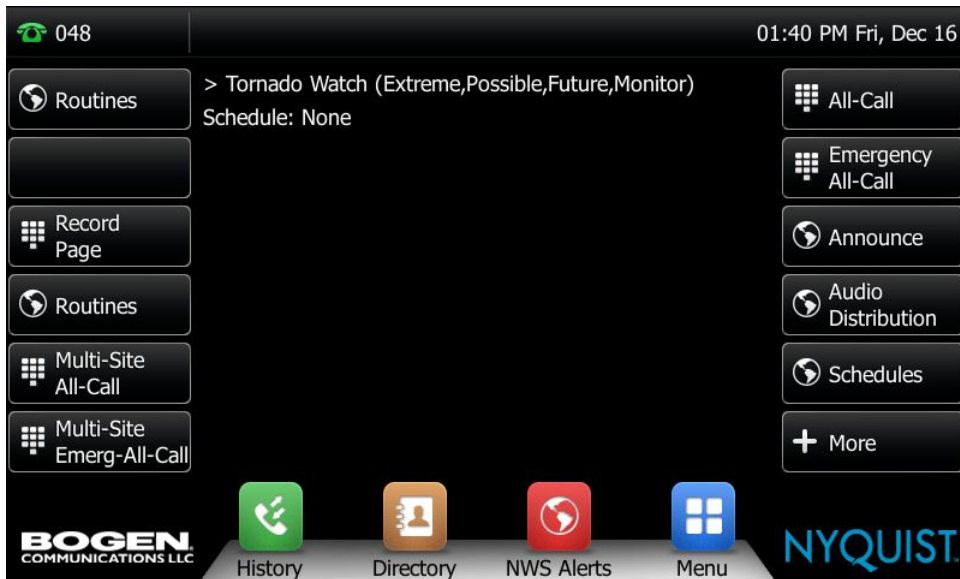 048
01:40 PM Fri, Dec 16
Routines
> Tornado Watch (Extreme,Possible,Future,Monitor)
Schedule: None
All-Call
Emergency
All-Call
Record
Page
Announce
Routines
Audio
Distribution
Multi-Site
All-Call
Schedules
Multi-Site
Emerg-All-Call
More
BOGEN
COMMUNICATIONS LLC
History
Directory
NWS Alerts
Menu
NYQUIST